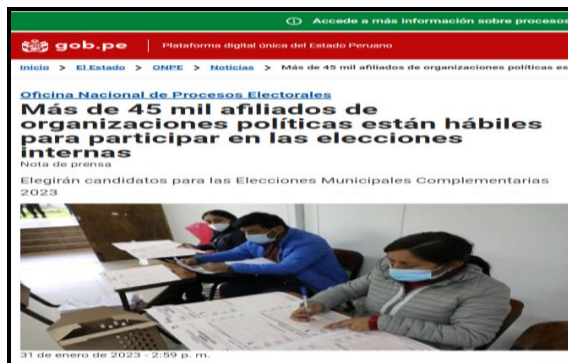 Accede a más información sobre procesos
gob.pe | Plataforma digital única del Estado Peruano
Inicio > El Estado > ONPE > Noticias > Más de 45 mil afiliados de organizaciones políticas es
Oficina Nacional de Procesos Electorales
Más de 45 mil afiliados de
organizaciones políticas están hábiles
para participar en las elecciones
internas
Nota de prensa
Elegirán candidatos para las Elecciones Municipales Complementarias
2023
31 de enero de 2023 - 2:59 p. m.